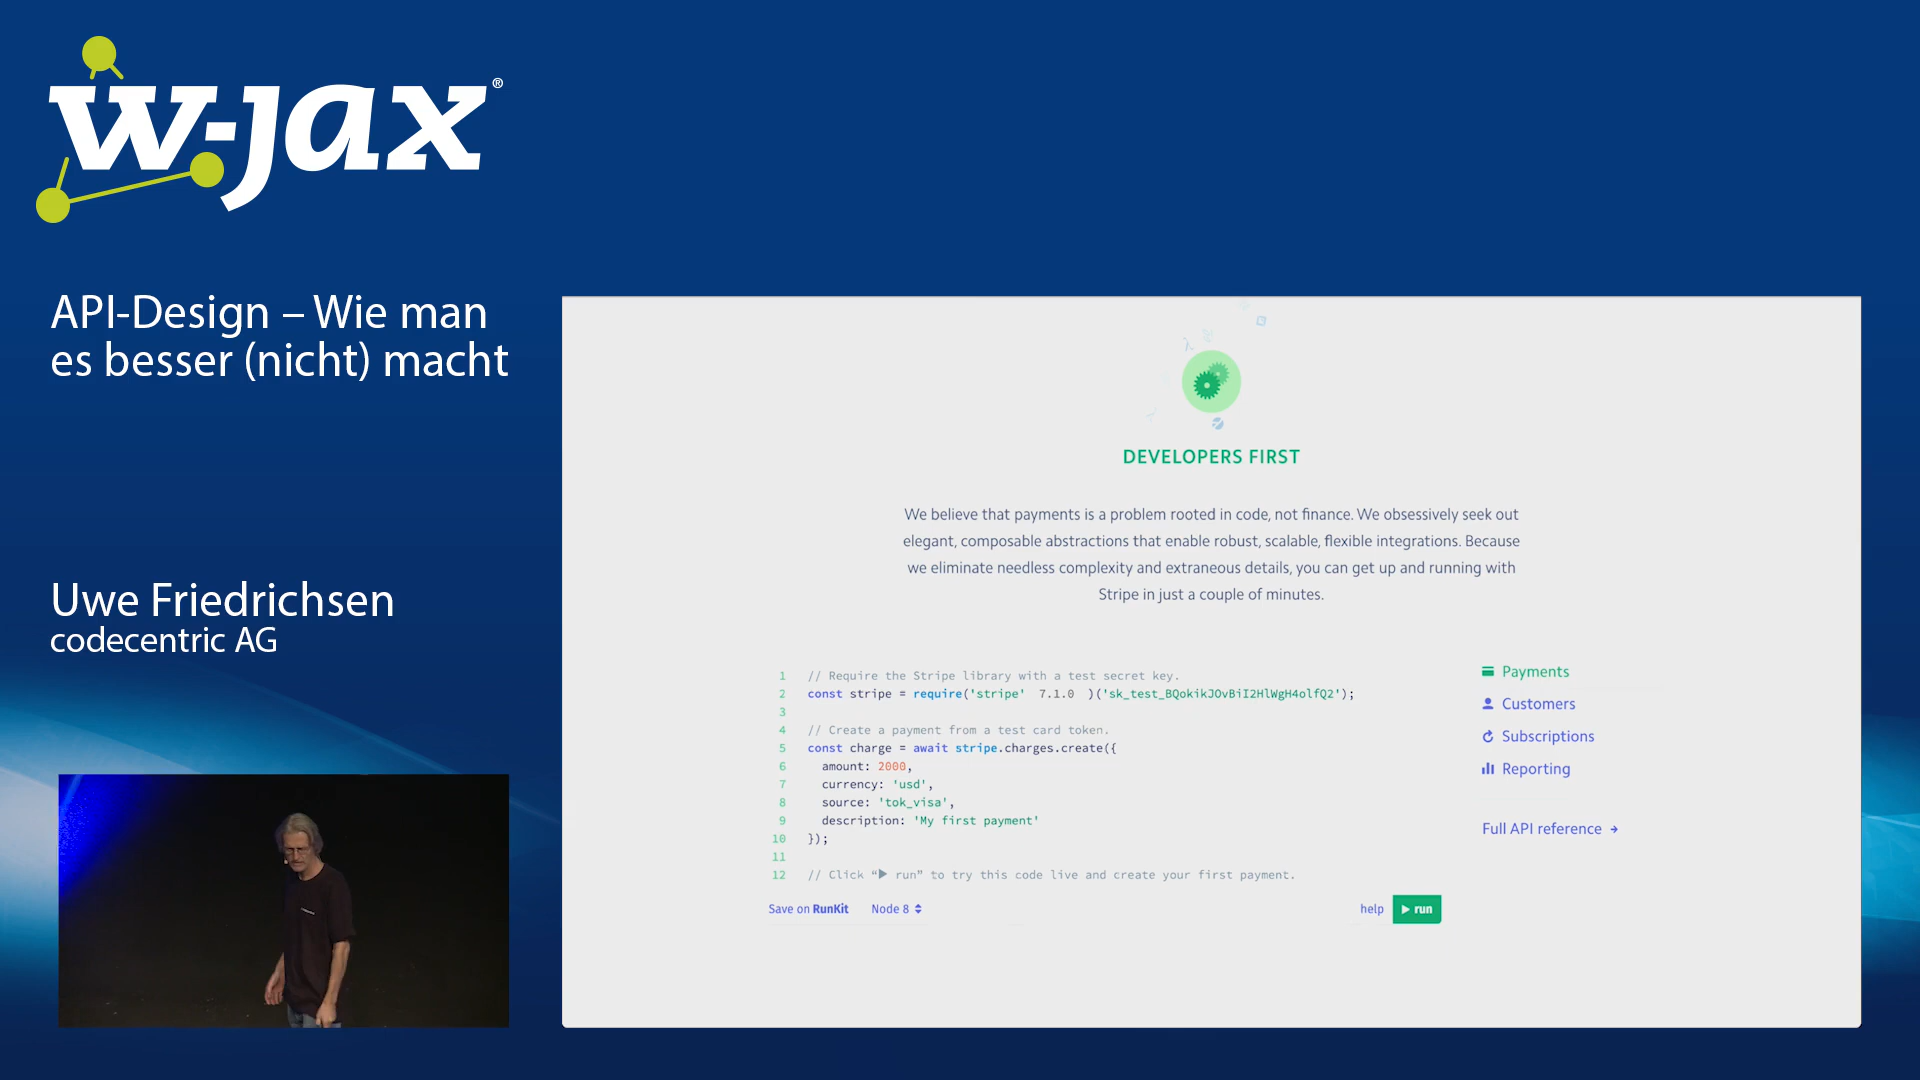 w-jax®
API-Design – Wie man
es besser (nicht) macht
Uwe Friedrichsen
codecentric AG
DEVELOPERS FIRST
We believe that payments is a problem rooted in code, not finance. We obsessively seek out
elegant, composable abstractions that enable robust, scalable, flexible integrations. Because
we eliminate needless complexity and extraneous details, you can get up and running with
Stripe in just a couple of minutes.
1 // Require the Stripe library with a test secret key.
2 const stripe = require('stripe' 7.1.0 )('sk_test_BQokikJOvBiI2HlWgH4olfQ2');
3
4 // Create a payment from a test card token.
5 const charge = await stripe.charges.create({
6 amount: 2000,
7 currency: 'usd',
8 source: 'tok_visa',
9 description: 'My first payment'
10 });
11
12 // Click “▶ run” to try this code live and create your first payment.
Save on RunKit Node 8
help ▶ run
Payments
Customers
Subscriptions
Reporting
Full API reference →